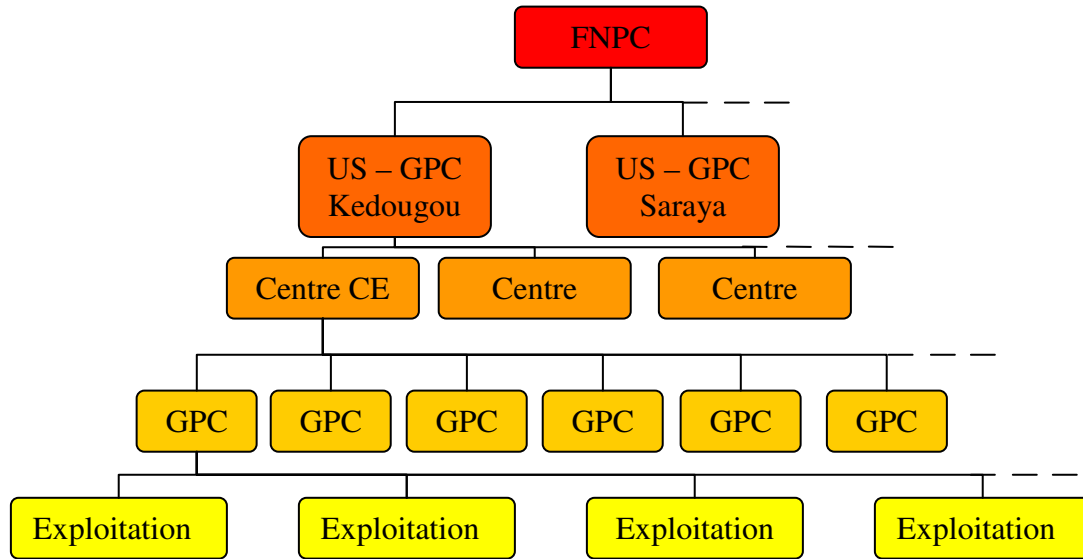 FNPC
US – GPC
Kedougou
US – GPC
Saraya
Centre CE
Centre
Centre
GPC
GPC
GPC
GPC
GPC
GPC
Exploitation
Exploitation
Exploitation
Exploitation